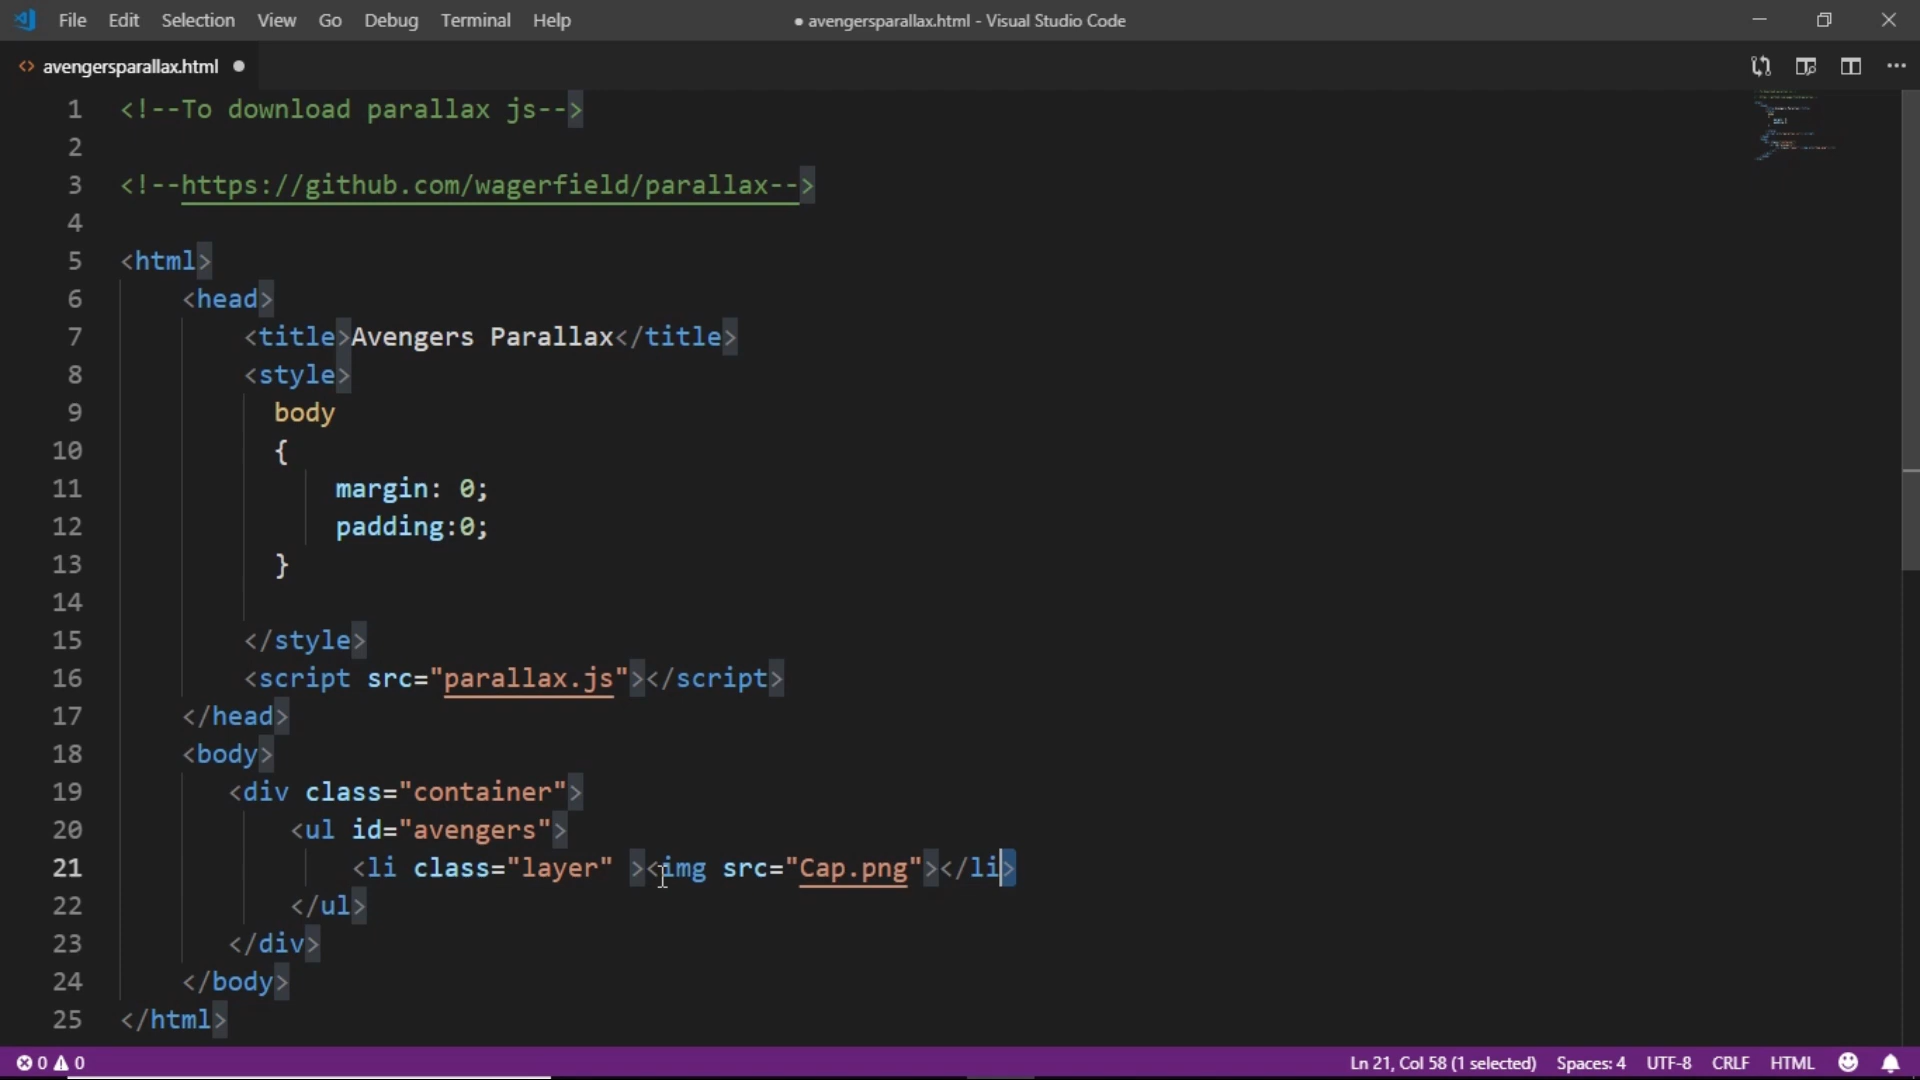 File Edit Selection View Go Debug Terminal Help ● avengersparallax.html - Visual Studio Code
<> avengersparallax.html ●
1 <!--To download parallax js-->
2
3 <!--https://github.com/wagerfield/parallax-->
4
5 <html>
6 <head>
7 <title>Avengers Parallax</title>
8 <style>
9 body
10 {
11 margin: 0;
12 padding:0;
13 }
14
15 </style>
16 <script src="parallax.js"></script>
17 </head>
18 <body>
19 <div class="container">
20 <ul id="avengers">
21 <li class="layer" ><img src="Cap.png"></li>
22 </ul>
23 </div>
24 </body>
25 </html>
0 0 Ln 21, Col 58 (1 selected) Spaces: 4 UTF-8 CRLF HTML